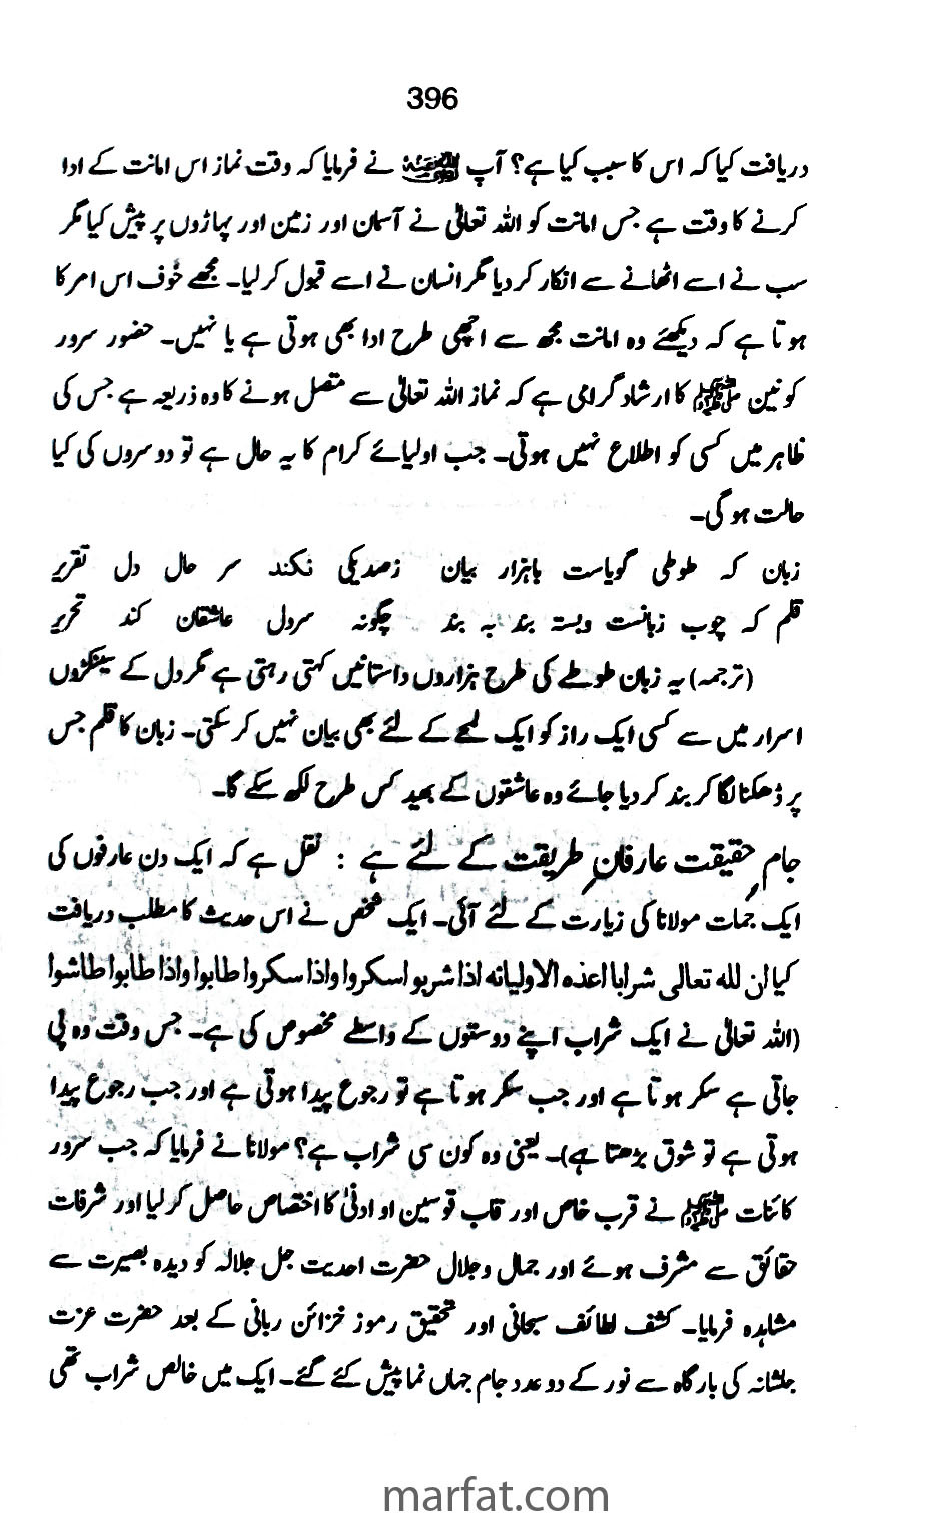 396
دریافت کیا کہ اس کا سبب کیا ہے؟ آپ نے فرمایا کہ وقت نماز اس امانت کے ادا
کرنے کا وقت ہے جس امانت کو اللہ تعالیٰ نے آسمان اور زمین اور پہاڑوں پر پیش کیا مگر
سب نے اسے اٹھانے سے انکار کر دیا مگر انسان نے اسے قبول کر لیا۔ مجھے خوف اس امر کا
ہوتا ہے کہ دیکھئے وہ امانت مجھ سے اچھی طرح ادا بھی ہوتی ہے یا نہیں۔ حضور سرور
کونین ﷺ کا ارشاد گرامی ہے کہ نماز اللہ تعالیٰ سے متصل ہونے کا وہ ذریعہ ہے جس کی
ظاہر میں کسی کو اطلاع نہیں ہوتی۔ جب اولیائے کرام کا یہ حال ہے تو دوسروں کی کیا
حالت ہو گی۔
زبان کہ طوطی گویاست باہزار بیان زصد یکی نکند سر حال دل تقریر
قلم کہ چوب زبانست وبستہ بند بہ بند چگونہ سردل عاشقان کند تحریر
(ترجمہ) یہ زبان طوطے کی طرح ہزاروں داستانیں کہتی رہتی ہے مگر دل کے سینکڑوں
اسرار میں سے کسی ایک راز کو ایک لمحے کے لئے بھی بیان نہیں کر سکتی۔ زبان کا قلم جس
پر ڈھکنا لگا کر بند کر دیا جائے وہ عاشقوں کے بھید کس طرح لکھ سکے گا۔
جامِ حقیقت عارفانِ طریقت کے لئے ہے : نقل ہے کہ ایک دن عارفوں کی
ایک جماعت مولانا کی زیارت کے لئے آئی۔ ایک شخص نے اس حدیث کا مطلب دریافت
کیا ان للہ تعالی شرابا اعذہ الاولیانہ اذا شربو اسکروا واذا سکروا طابوا واذا طابوا طاشوا
(اللہ تعالیٰ نے ایک شراب اپنے دوستوں کے واسطے مخصوص کی ہے۔ جس وقت وہ پی
جاتی ہے سکر ہوتا ہے اور جب سکر ہوتا ہے تو رجوع پیدا ہوتی ہے اور جب رجوع پیدا
ہوتی ہے تو شوق بڑھتا ہے)۔ یعنی وہ کون سی شراب ہے؟ مولانا نے فرمایا کہ جب سرور
کائنات ﷺ نے قرب خاص اور قاب قوسین او ادنیٰ کا اختصاص حاصل کر لیا اور شرفات
حقائق سے مشرف ہوئے اور جمال و جلال حضرت احدیت جل جلالہ کو دیدہ بصیرت سے
مشاہدہ فرمایا۔ کشف لطائف سبحانی اور تحقیق رموز خزائن ربانی کے بعد حضرت عزت
جلشانہ کی بارگاہ سے نور کے دو عدد جام جہاں نما پیش کئے گئے۔ ایک میں خالص شراب تھی
marfat.com